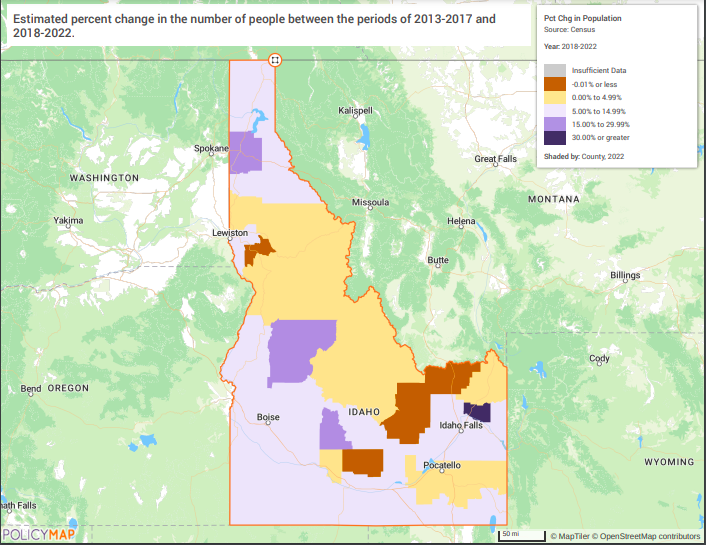 Estimated percent change in the number of people between the periods of 2013-2017 and
2018-2022.
Pct Chg in Population
Source: Census
Year: 2018-2022
Insufficient Data
-0.01% or less
0.00% to 4.99%
5.00% to 14.99%
15.00% to 29.99%
30.00% or greater
Shaded by: County, 2022
Kalispell
Spokane
Great Falls
WASHINGTON
Missoula
MONTANA
Yakima
Lewiston
Helena
Butte
Billings
Cody
Bend
OREGON
Boise
IDAHO
Idaho Falls
Pocatello
WYOMING
ath Falls
POLICYMAP
50 mi
© MapTiler © OpenStreetMap contributors